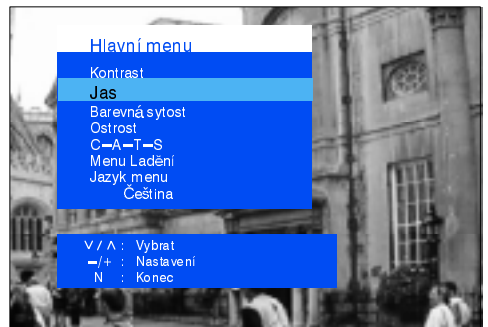 Hlavní menu
Kontrast
Jas
Barevná sytost
Ostrost
C–A–T–S
Menu Ladění
Jazyk menu
Čeština
∨/∧ : Vybrat
–/+ : Nastavení
N : Konec